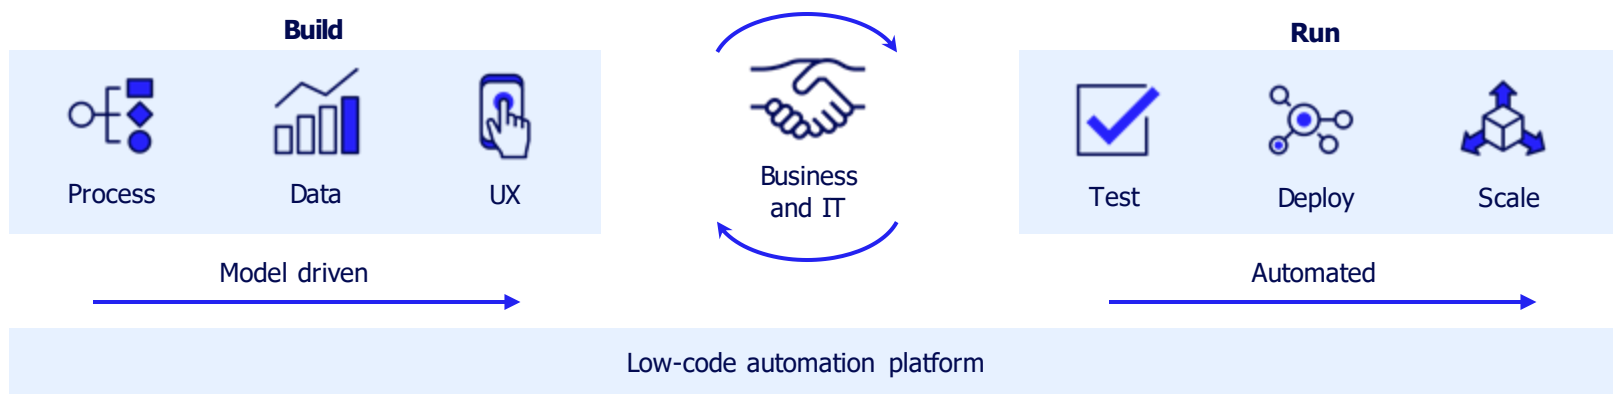 Build
Process
Data
UX
Model driven
Business
and IT
Run
Test
Deploy
Scale
Automated
Low-code automation platform